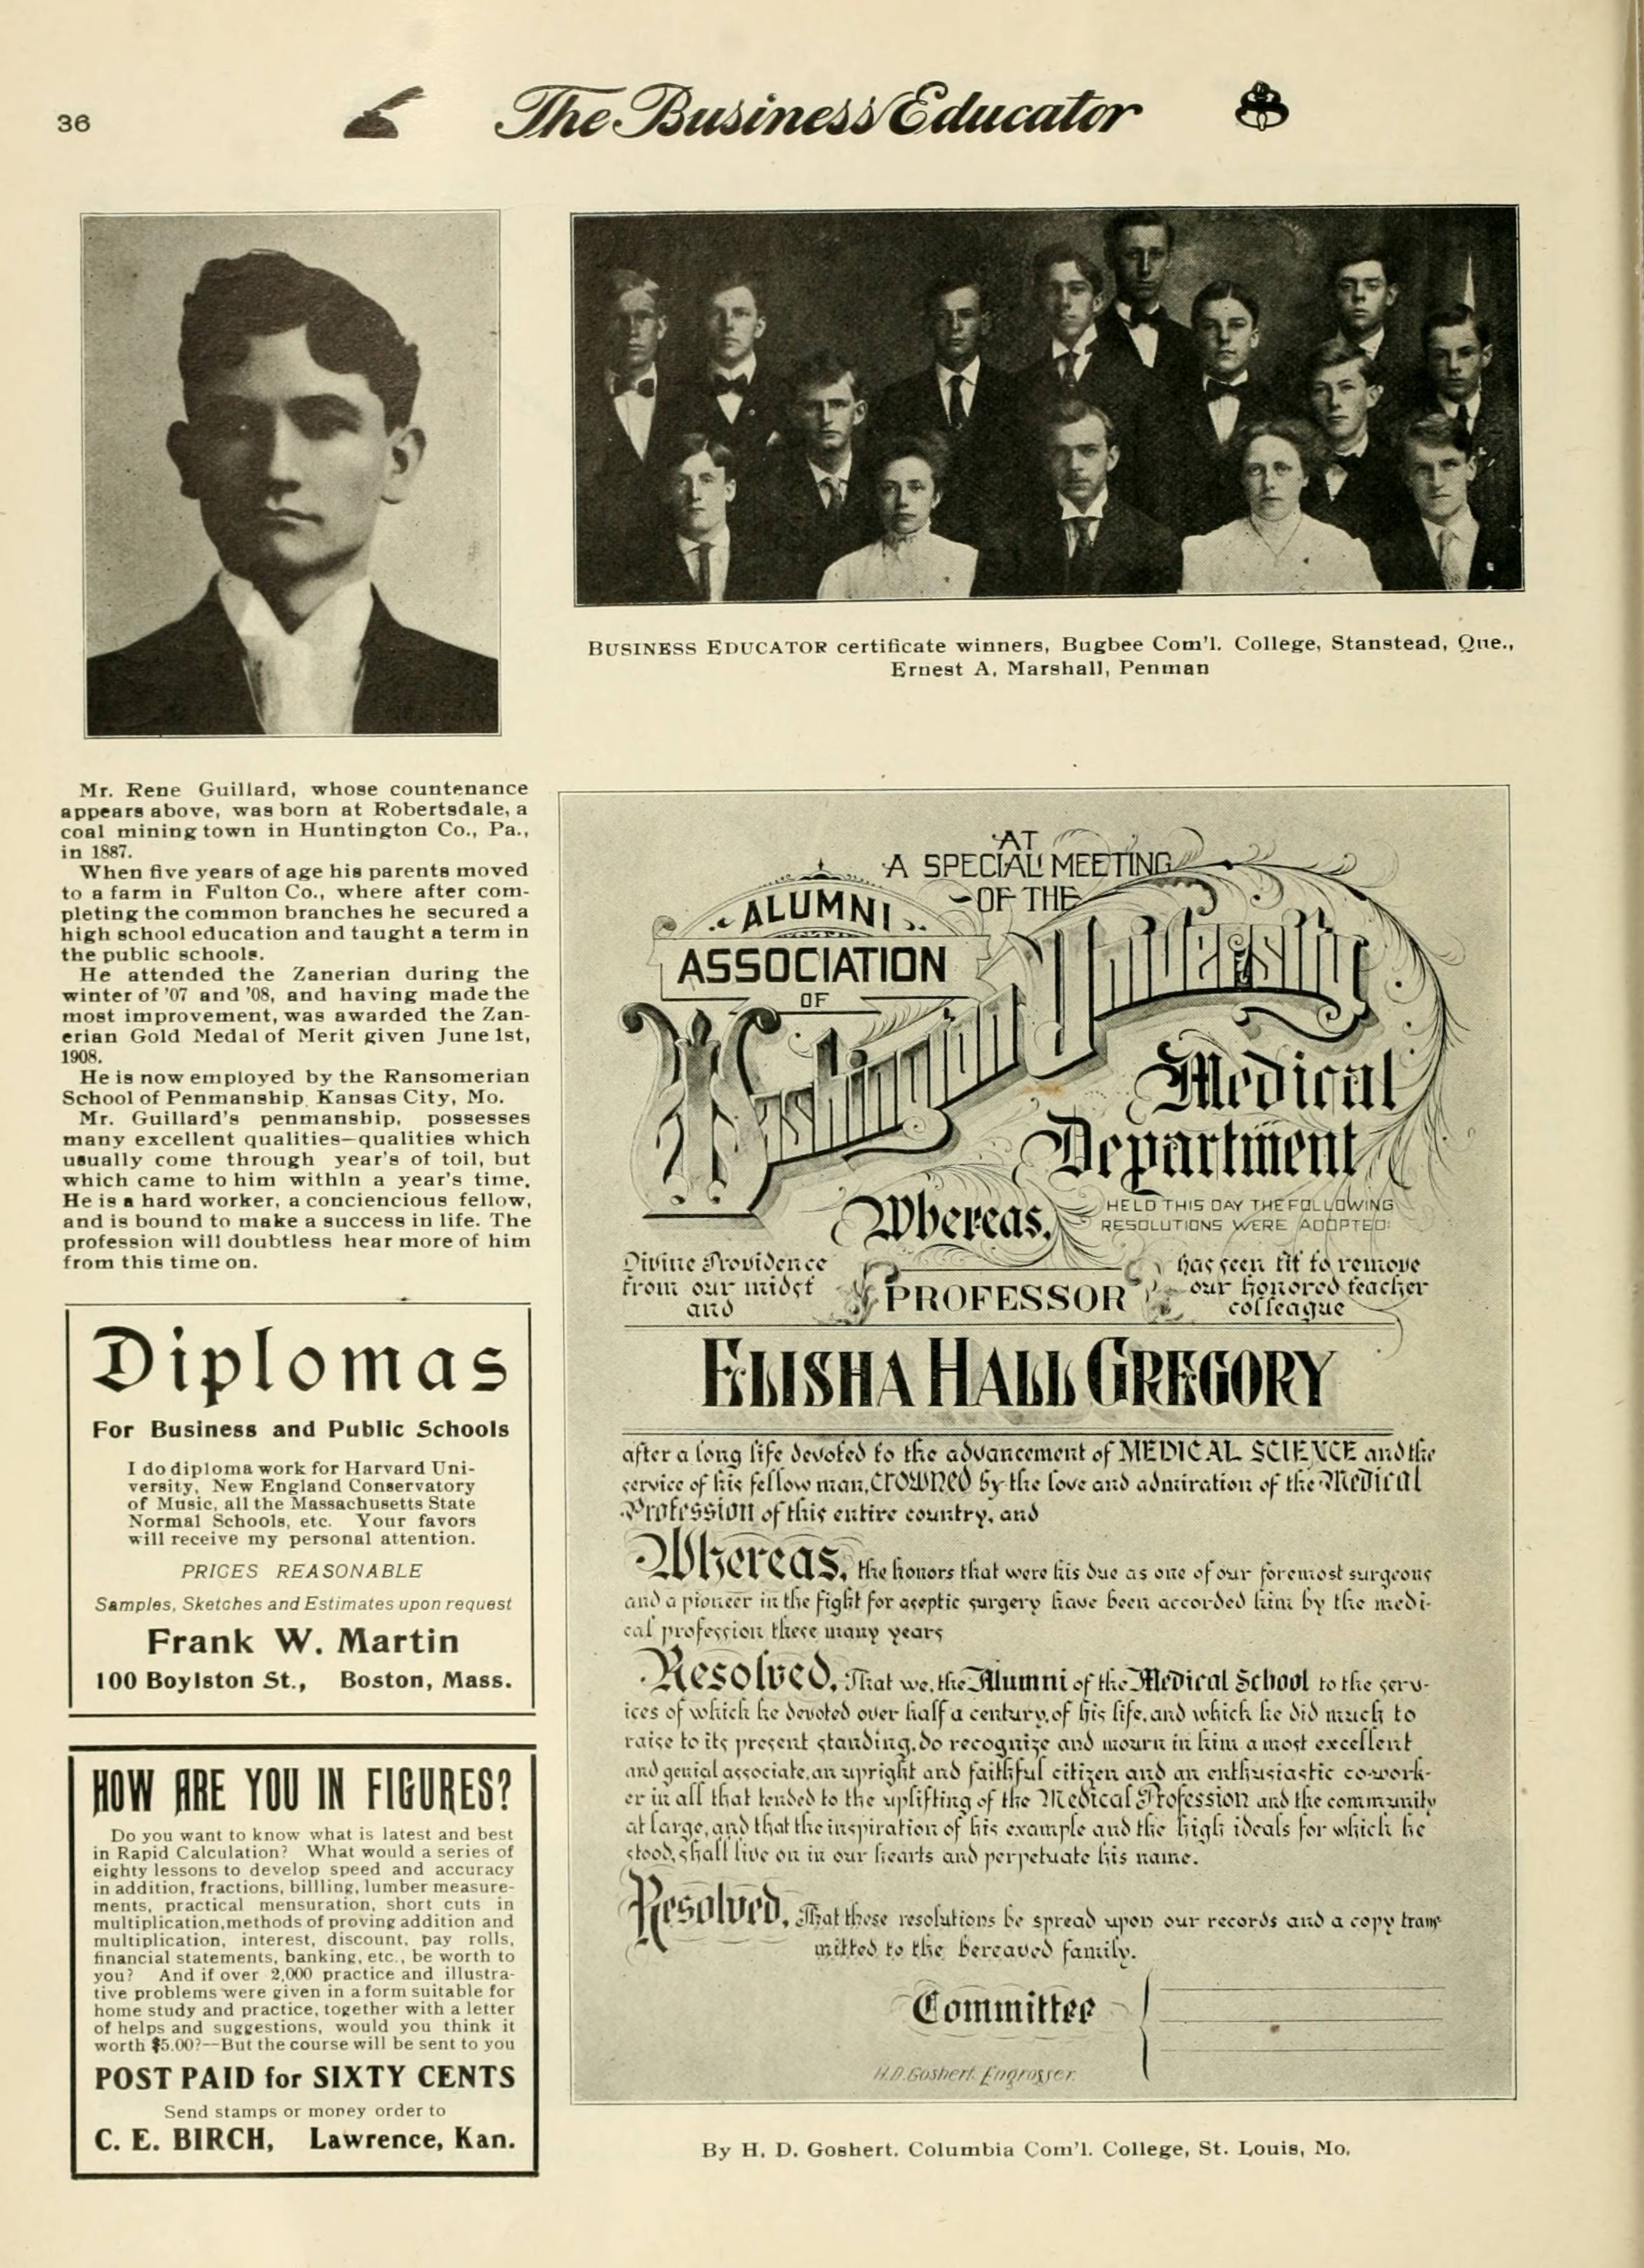 36
The Business Educator
BUSINESS EDUCATOR certificate winners, Bugbee Com'l. College, Stanstead, Que.,
Ernest A. Marshall, Penman
Mr. Rene Guillard, whose countenance
appears above, was born at Robertsdale, a
coal mining town in Huntington Co., Pa.,
in 1887.
When five years of age his parents moved
to a farm in Fulton Co., where after com-
pleting the common branches he secured a
high school education and taught a term in
the public schools.
He attended the Zanerian during the
winter of '07 and '08, and having made the
most improvement, was awarded the Zan-
erian Gold Medal of Merit given June 1st,
1908.
He is now employed by the Ransomerian
School of Penmanship, Kansas City, Mo.
Mr. Guillard's penmanship, possesses
many excellent qualities—qualities which
usually come through year's of toil, but
which came to him within a year's time.
He is a hard worker, a conciencious fellow,
and is bound to make a success in life. The
profession will doubtless hear more of him
from this time on.
Diplomas
For Business and Public Schools
I do diploma work for Harvard Uni-
versity, New England Conservatory
of Music, all the Massachusetts State
Normal Schools, etc. Your favors
will receive my personal attention.
PRICES REASONABLE
Samples, Sketches and Estimates upon request
Frank W. Martin
100 Boylston St., Boston, Mass.
HOW ARE YOU IN FIGURES?
Do you want to know what is latest and best
in Rapid Calculation? What would a series of
eighty lessons to develop speed and accuracy
in addition, fractions, billling, lumber measure-
ments, practical mensuration, short cuts in
multiplication,methods of proving addition and
multiplication, interest, discount, pay rolls,
financial statements, banking, etc., be worth to
you? And if over 2,000 practice and illustra-
tive problems were given in a form suitable for
home study and practice, together with a letter
of helps and suggestions, would you think it
worth $5.00?—But the course will be sent to you
POST PAID for SIXTY CENTS
Send stamps or money order to
C. E. BIRCH, Lawrence, Kan.
AT
A SPECIAL MEETING
OF THE
ALUMNI
ASSOCIATION
OF
Washington University
Medical
Department
HELD THIS DAY THE FOLLOWING
RESOLUTIONS WERE ADOPTED:
Whereas,
Divine Providence has seen fit to remove
from our midst our honored teacher
and colleague
PROFESSOR
ELISHA HALL GREGORY
after a long life devoted to the advancement of MEDICAL SCIENCE and the
service of his fellow man, crowned by the love and admiration of the Medical
Profession of this entire country, and
Whereas, the honors that were his due as one of our foremost surgeons
and a pioneer in the fight for aseptic surgery have been accorded him by the medi-
cal profession these many years
Resolved, That we, the Alumni of the Medical School to the serv-
ices of which he devoted over half a century, of his life, and which he did much to
raise to its present standing, do recognize and mourn in him a most excellent
and genial associate, an upright and faithful citizen and an enthusiastic co-work-
er in all that tended to the uplifting of the Medical Profession and the community
at large, and that the inspiration of his example and the high ideals for which he
stood, shall live on in our hearts and perpetuate his name.
Resolved, That these resolutions be spread upon our records and a copy trans-
mitted to the bereaved family.
Committee
H.D. Goshert. Engrosser.
By H. D. Goshert. Columbia Com'l. College, St. Louis, Mo.